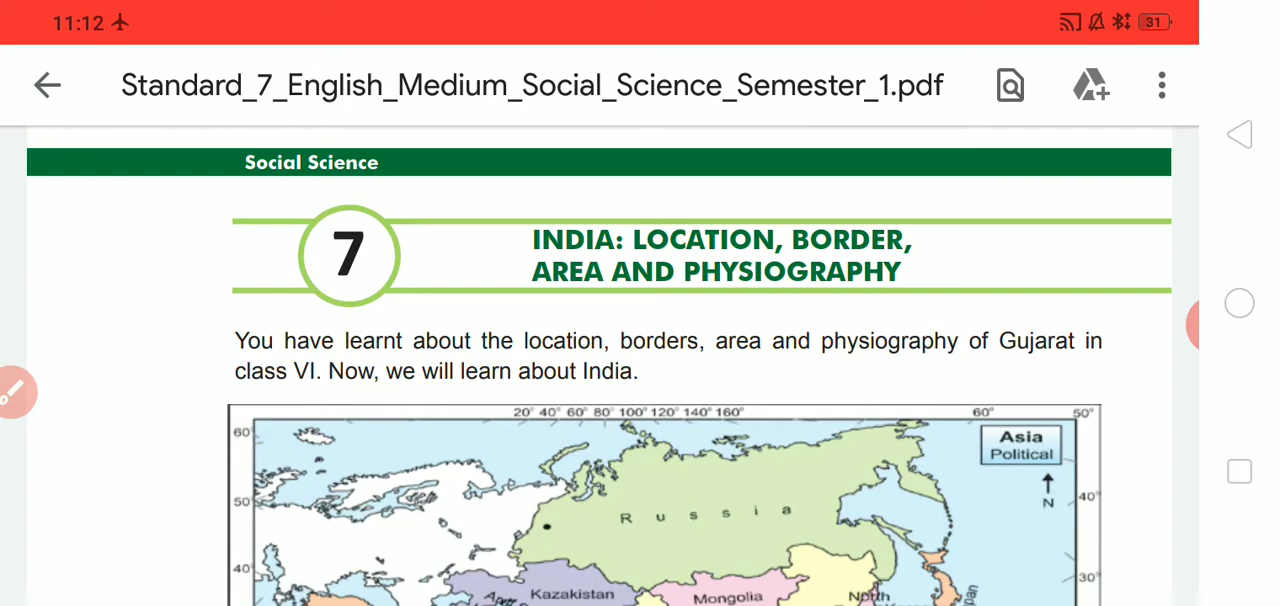 11:12
31
Standard_7_English_Medium_Social_Science_Semester_1.pdf
Social Science
7
INDIA: LOCATION, BORDER,
AREA AND PHYSIOGRAPHY
You have learnt about the location, borders, area and physiography of Gujarat in
class VI. Now, we will learn about India.
20° 40° 60° 80° 100° 120° 140° 160° 60° 50°
60°
Asia
Political
50°
40°
N
Russia
40°
30°
Kazakistan
Mongolia
North